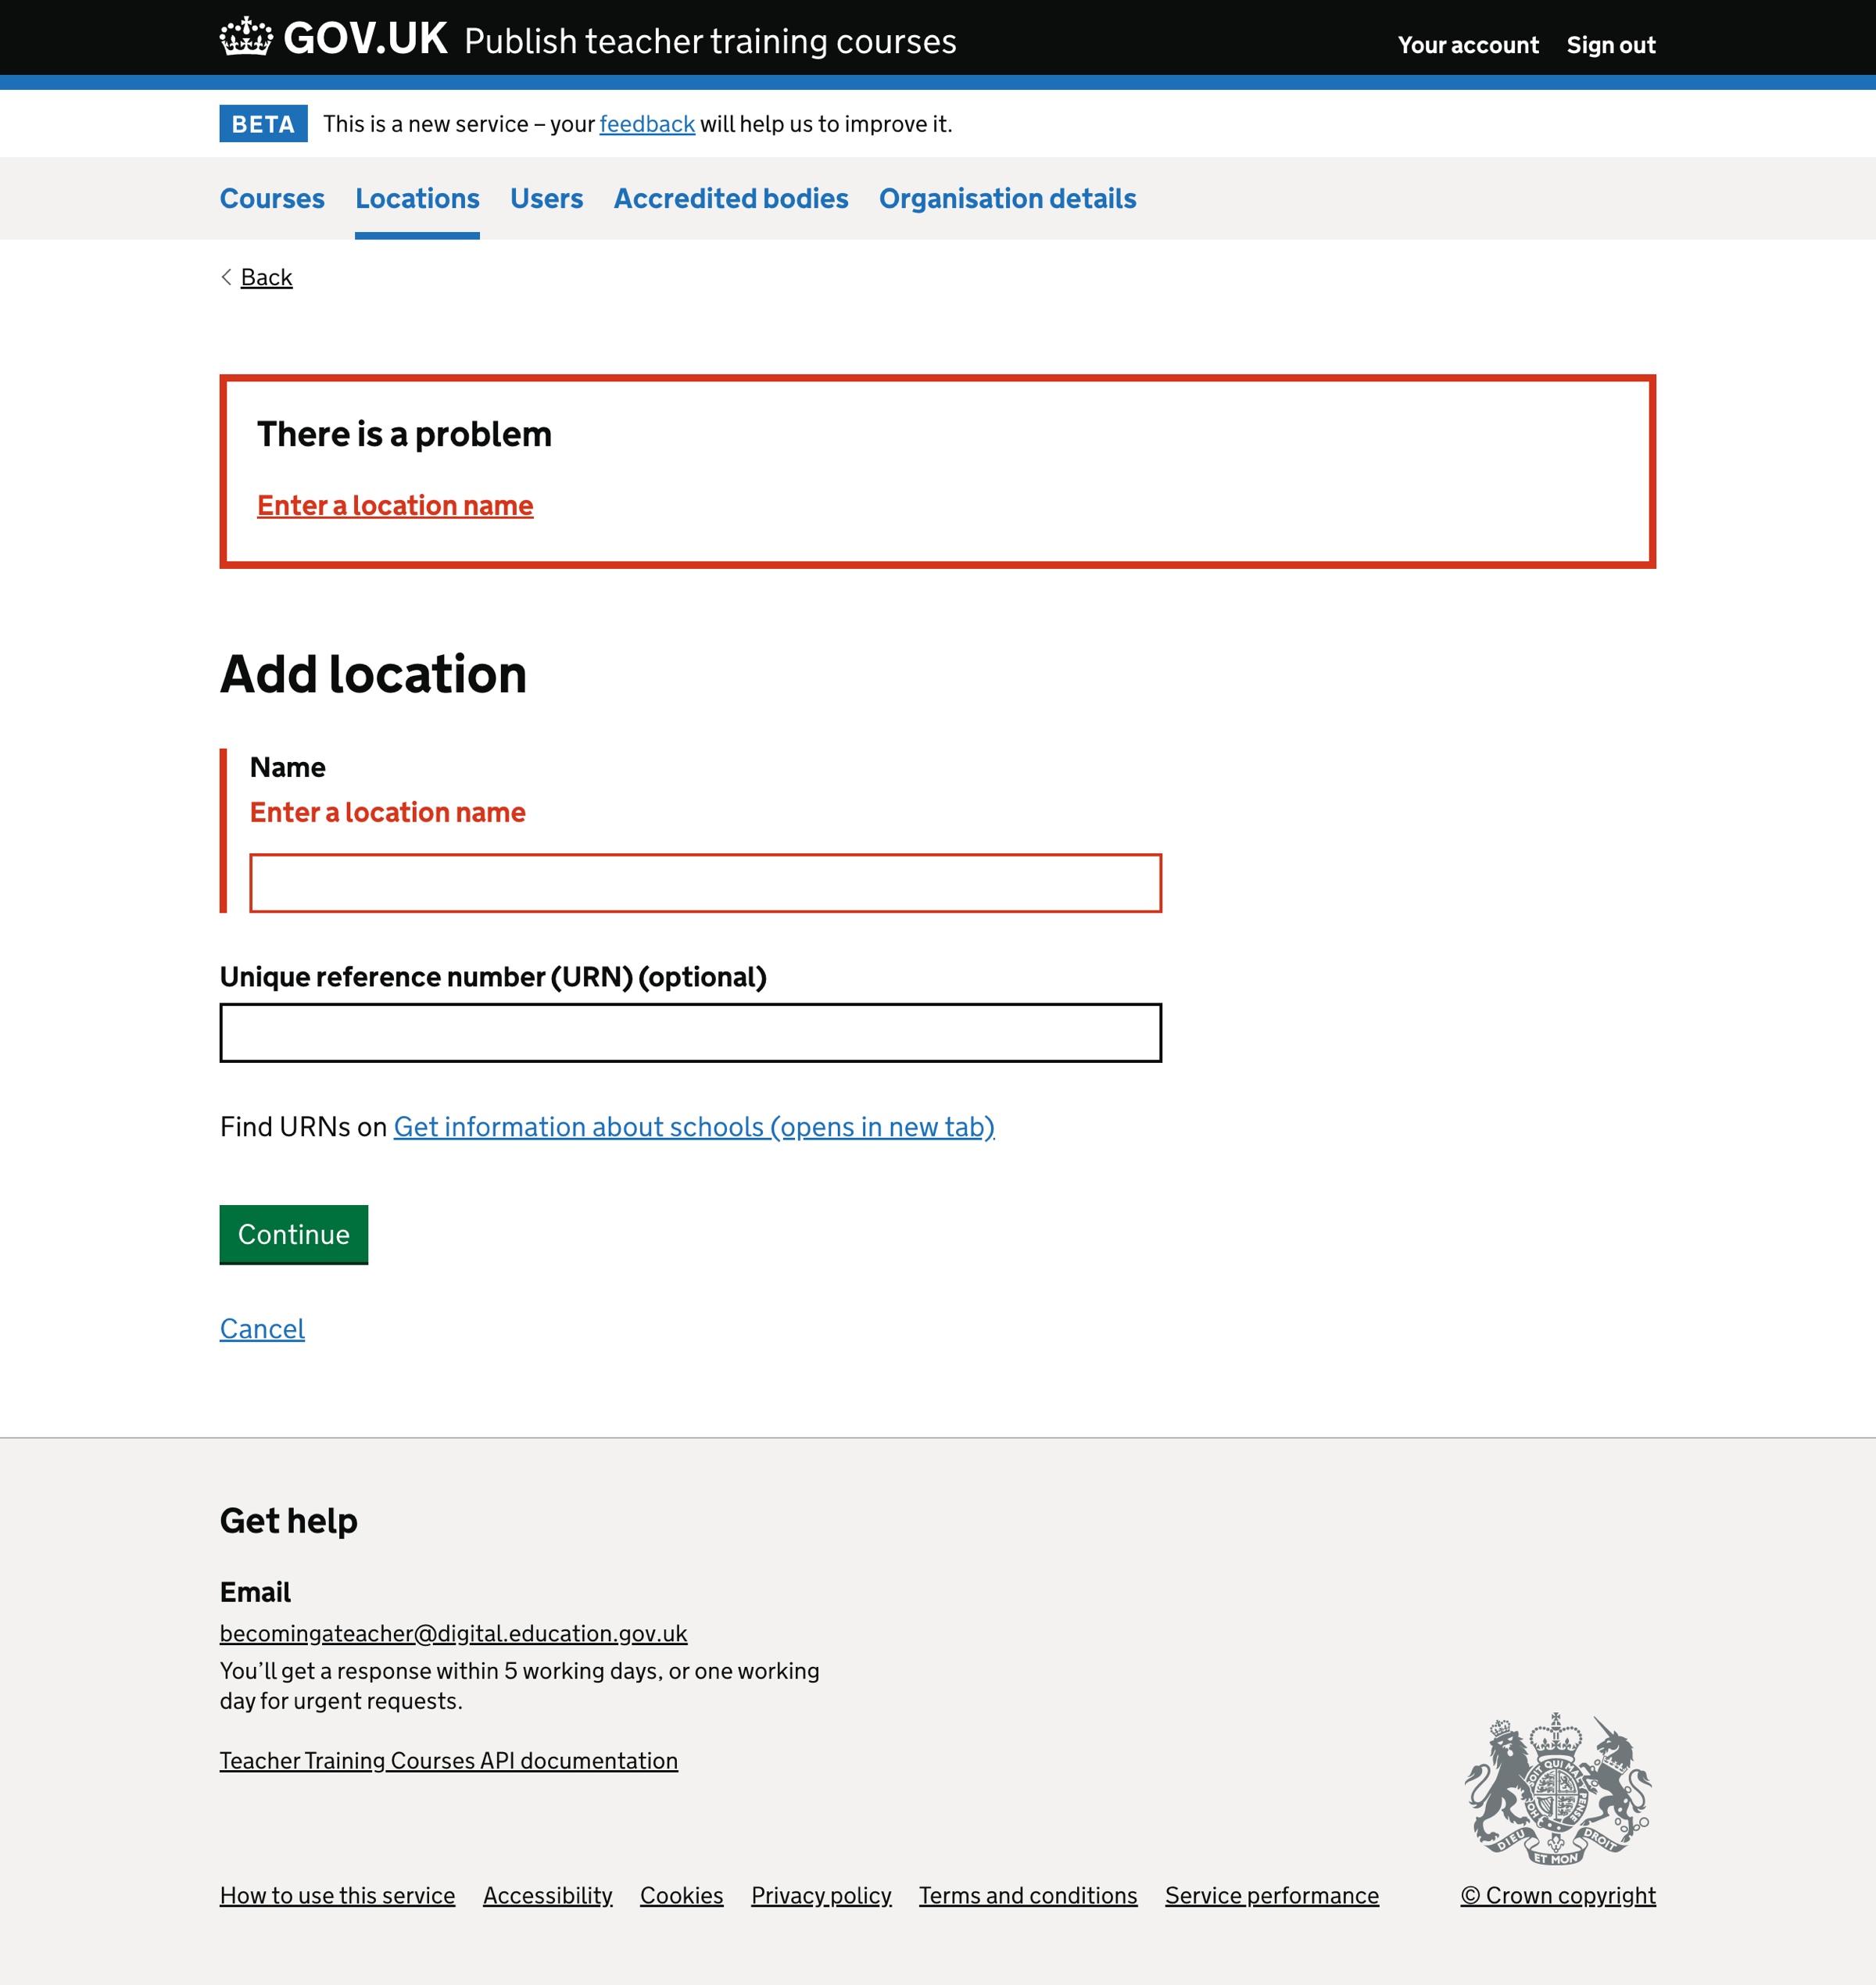 GOV.UK Publish teacher training courses
Your account Sign out
BETA This is a new service – your feedback will help us to improve it.
Courses Locations Users Accredited bodies Organisation details
Back
There is a problem
Enter a location name
Add location
Name
Enter a location name
Unique reference number (URN) (optional)
Find URNs on Get information about schools (opens in new tab)
Continue
Cancel
Get help
Email
becomingateacher@digital.education.gov.uk
You’ll get a response within 5 working days, or one working
day for urgent requests.
Teacher Training Courses API documentation
DIEU ET MON DROIT
How to use this service Accessibility Cookies Privacy policy Terms and conditions Service performance © Crown copyright